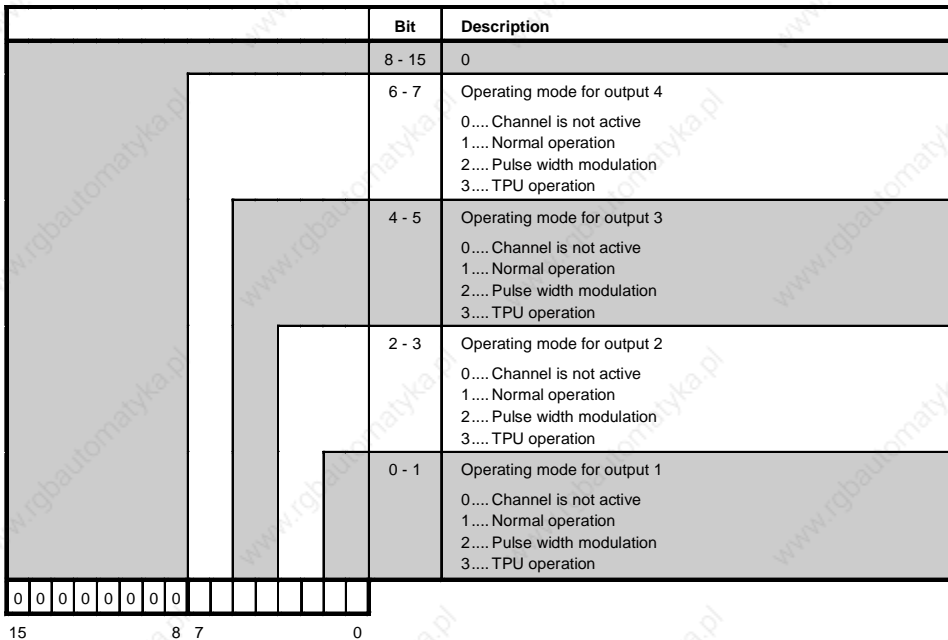 Bit Description
8 - 15 0
6 - 7 Operating mode for output 4
0.... Channel is not active
1.... Normal operation
2.... Pulse width modulation
3.... TPU operation
4 - 5 Operating mode for output 3
0.... Channel is not active
1.... Normal operation
2.... Pulse width modulation
3.... TPU operation
2 - 3 Operating mode for output 2
0.... Channel is not active
1.... Normal operation
2.... Pulse width modulation
3.... TPU operation
0 - 1 Operating mode for output 1
0.... Channel is not active
1.... Normal operation
2.... Pulse width modulation
3.... TPU operation
0 0 0 0 0 0 0 0
15 8 7 0
www.rgbautomatyka.pl